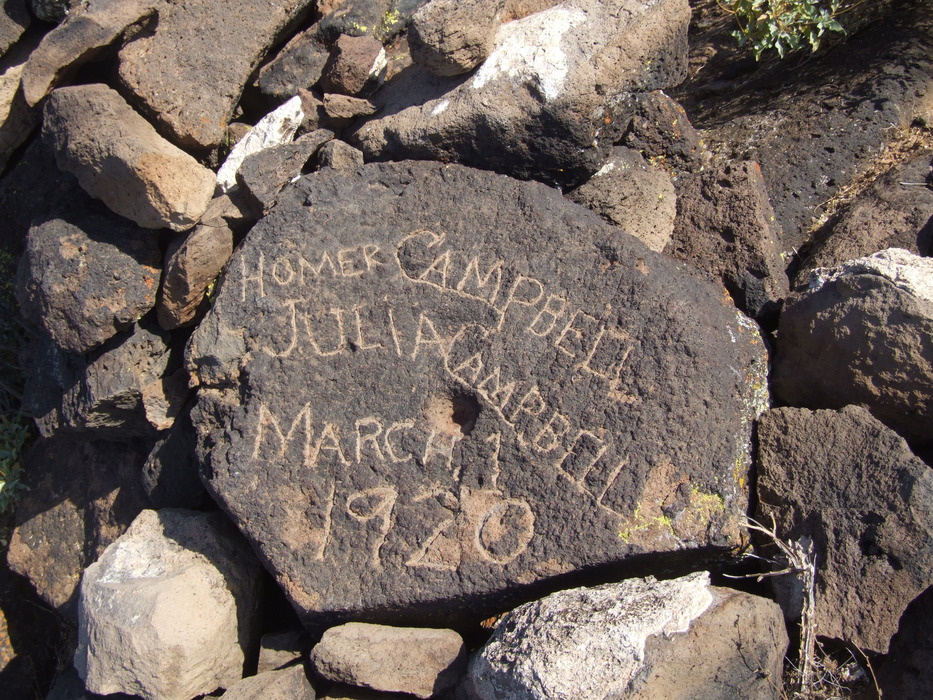 HOMER CAMPBELL
JULIA CAMPBELL
MARCH 1
1920